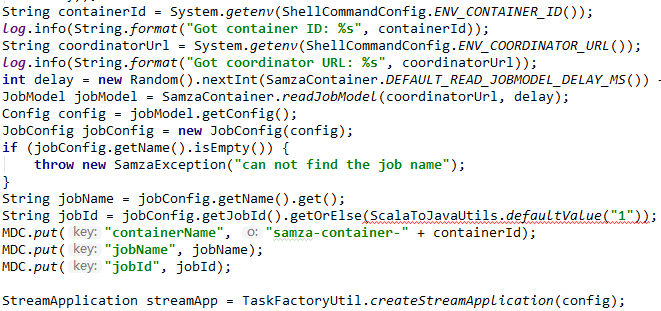 String containerId = System.getenv(ShellCommandConfig.ENV_CONTAINER_ID());
log.info(String.format("Got container ID: %s", containerId));
String coordinatorUrl = System.getenv(ShellCommandConfig.ENV_COORDINATOR_URL());
log.info(String.format("Got coordinator URL: %s", coordinatorUrl));
int delay = new Random().nextInt(SamzaContainer.DEFAULT_READ_JOBMODEL_DELAY_MS()) -
JobModel jobModel = SamzaContainer.readJobModel(coordinatorUrl, delay);
Config config = jobModel.getConfig();
JobConfig jobConfig = new JobConfig(config);
if (jobConfig.getName().isEmpty()) {
throw new SamzaException("can not find the job name");
}
String jobName = jobConfig.getName().get();
String jobId = jobConfig.getJobId().getOrElse(ScalaToJavaUtils.defaultValue("1"));
MDC.put( key: "containerName", o: "samza-container-" + containerId);
MDC.put( key: "jobName", jobName);
MDC.put( key: "jobId", jobId);
StreamApplication streamApp = TaskFactoryUtil.createStreamApplication(config);